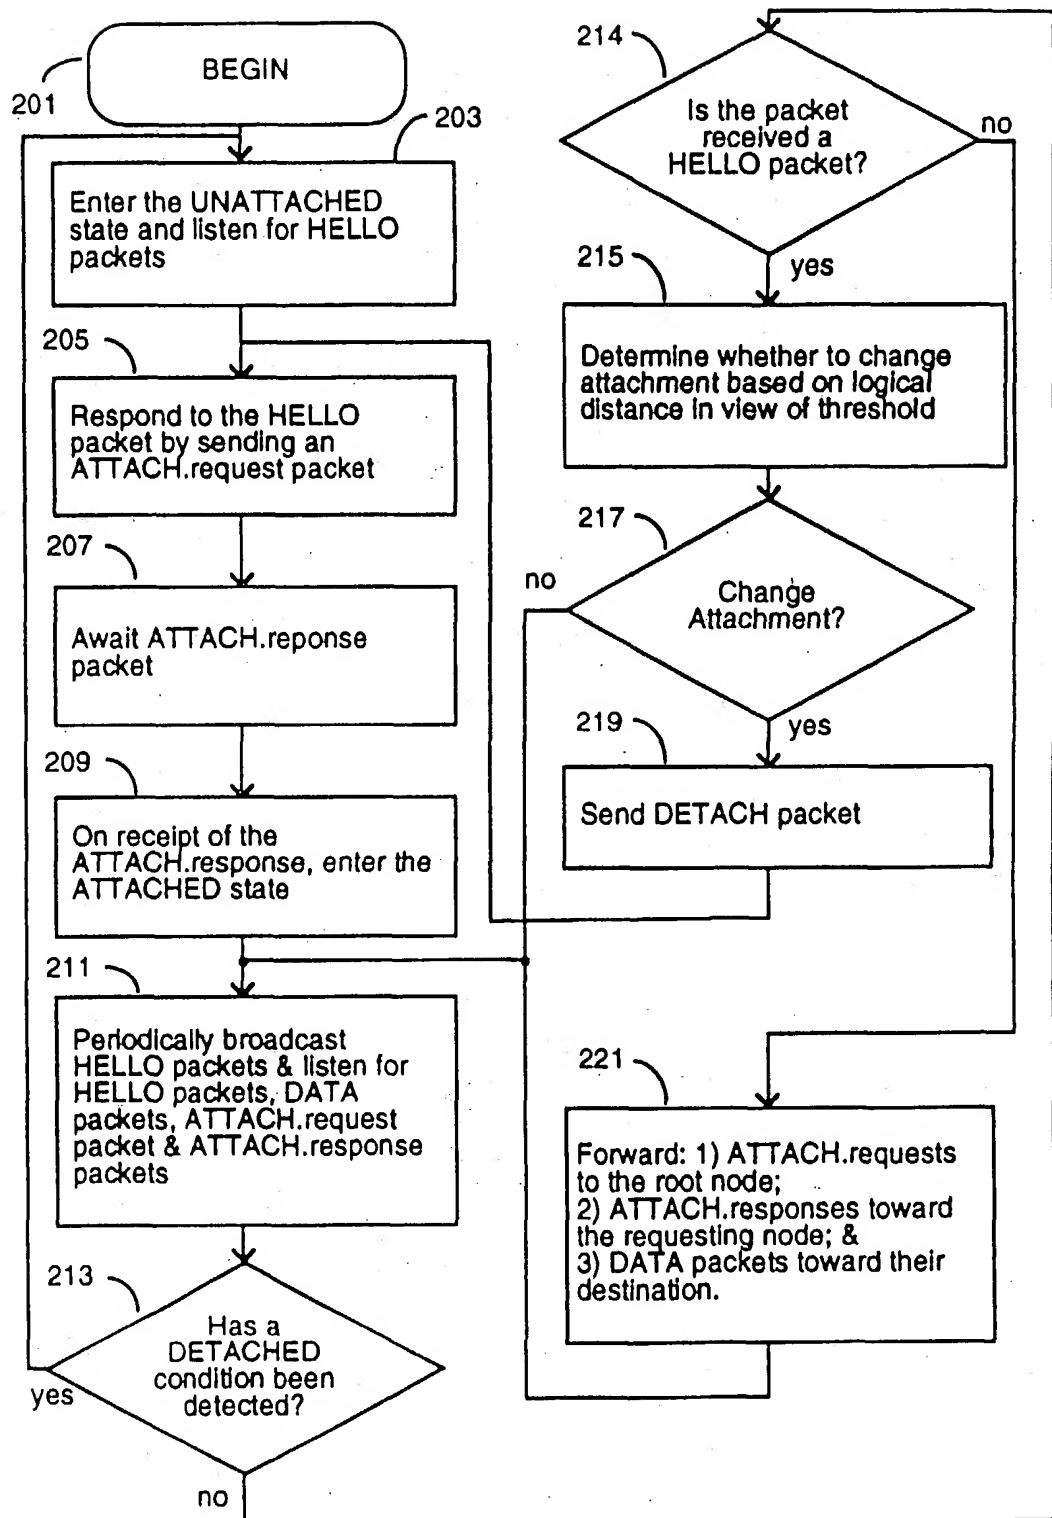 201
BEGIN
203
Enter the UNATTACHED
state and listen for HELLO
packets
205
Respond to the HELLO
packet by sending an
ATTACH.request packet
207
Await ATTACH.reponse
packet
209
On receipt of the
ATTACH.response, enter the
ATTACHED state
211
Periodically broadcast
HELLO packets & listen for
HELLO packets, DATA
packets, ATTACH.request
packet & ATTACH.response
packets
213
Has a
DETACHED
condition been
detected?
yes
no
214
Is the packet
received a
HELLO packet?
no
yes
215
Determine whether to change
attachment based on logical
distance in view of threshold
217
no
Change
Attachment?
yes
219
Send DETACH packet
221
Forward: 1) ATTACH.requests
to the root node;
2) ATTACH.responses toward
the requesting node; &
3) DATA packets toward their
destination.